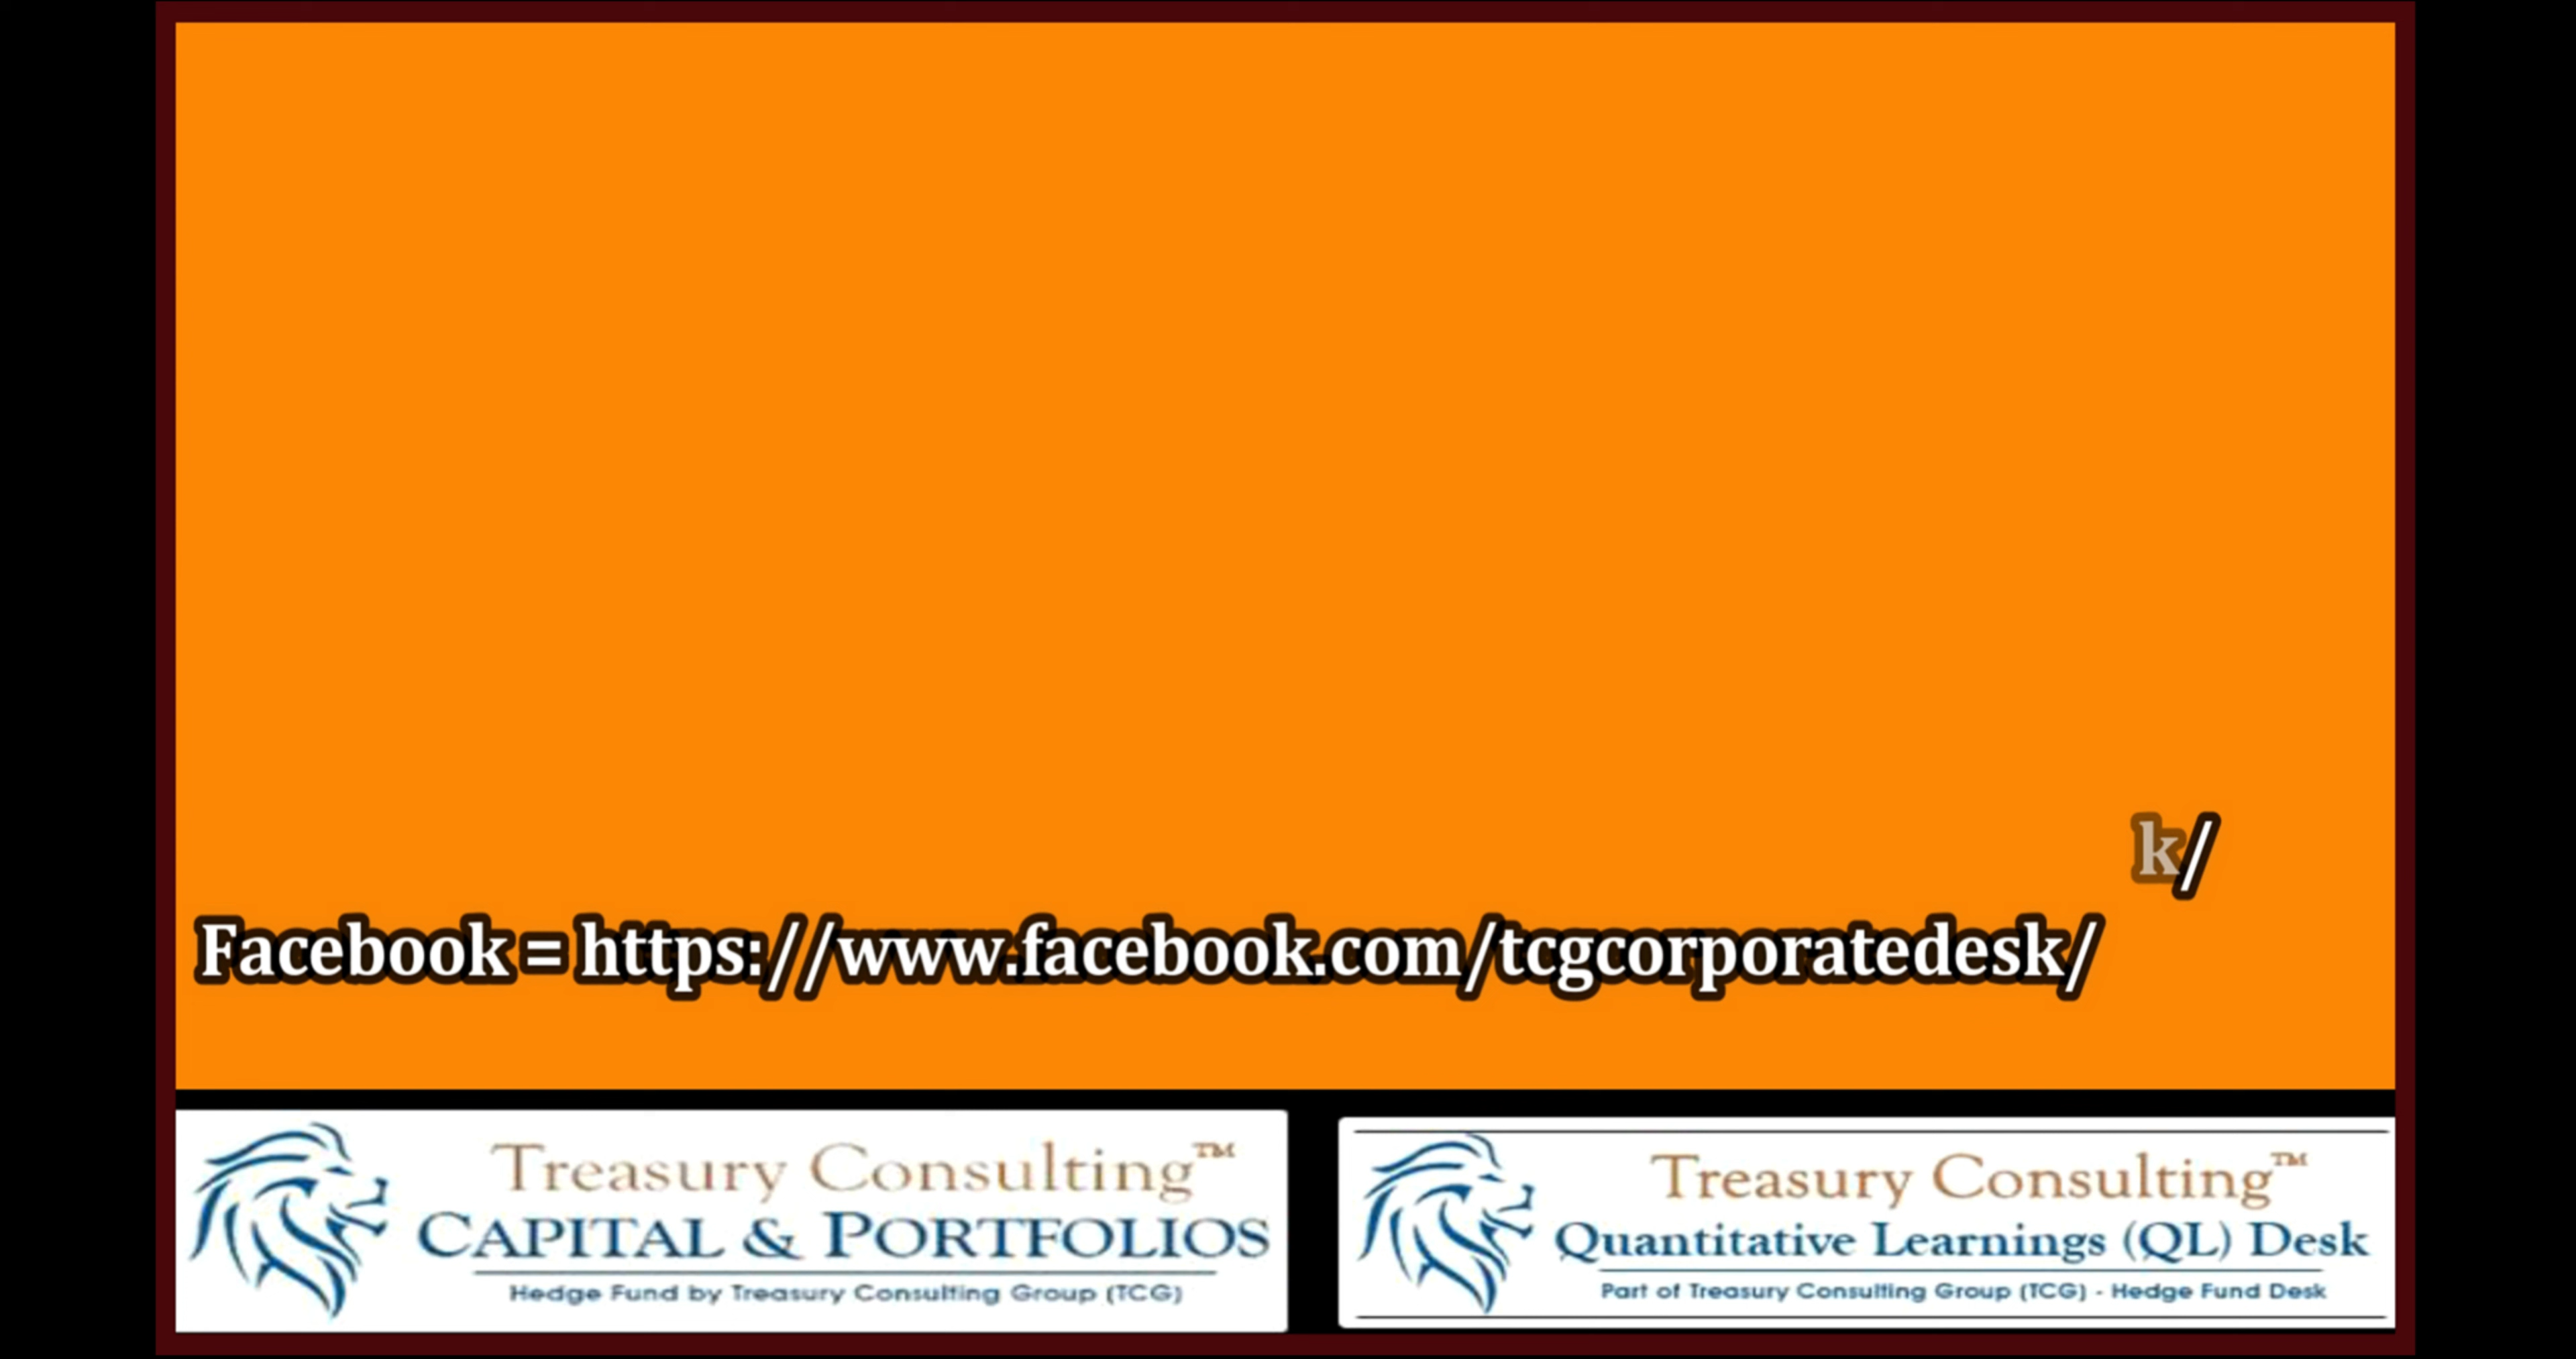 k/
Facebook = https://www.facebook.com/tcgcorporatedesk/
Treasury Consulting™
CAPITAL & PORTFOLIOS
Hedge Fund by Treasury Consulting Group (TCG)
Treasury Consulting™
Quantitative Learnings (QL) Desk
Part of Treasury Consulting Group (TCG) - Hedge Fund Desk